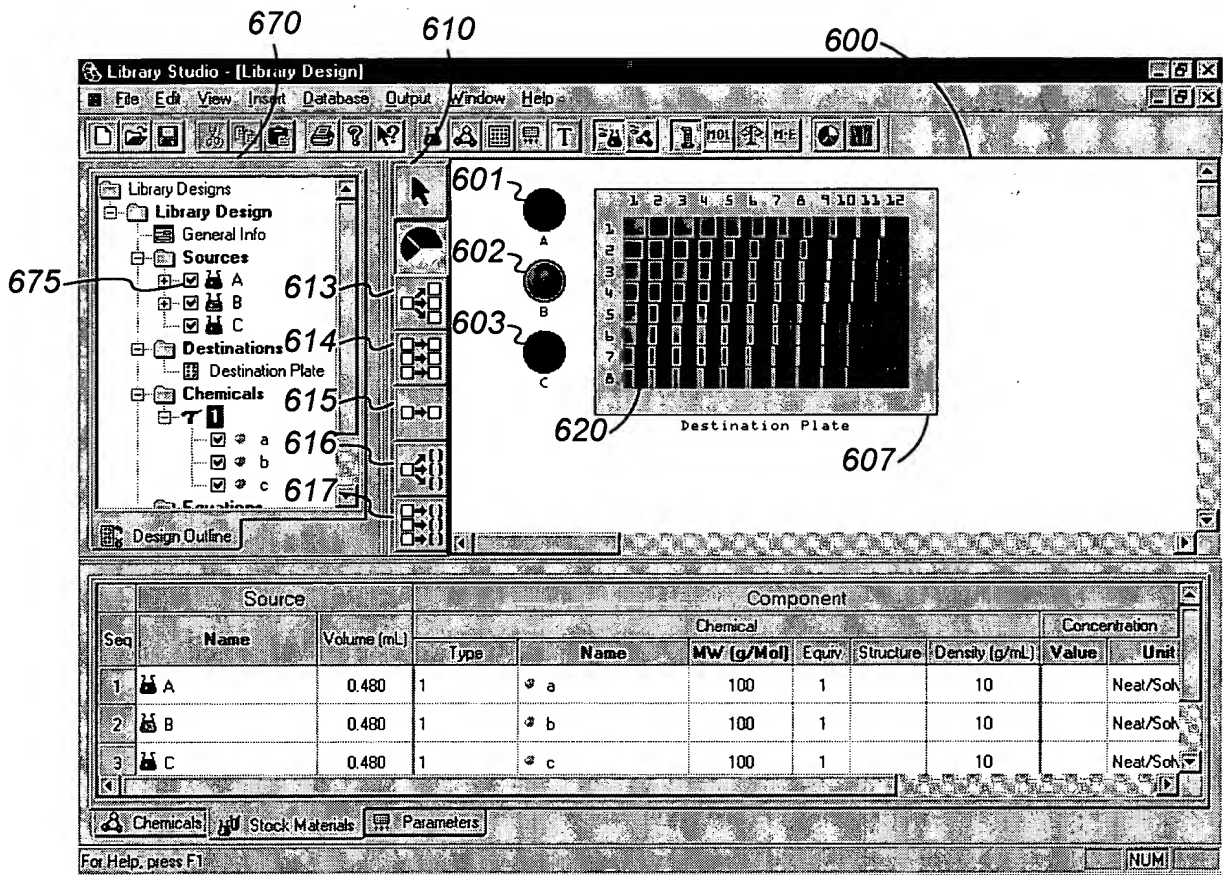 670 610 600
Library Studio - [Library Design]
File Edit View Insert Database Output Window Help
T MOL M-E
601
602
603
A
B
C
1 2 3 4 5 6 7 8 9 10 11 12
1
2
3
4
5
6
7
8
Destination Plate
620
607
Library Designs
Library Design
General Info
Sources
675
A
B
C
Destinations
Destination Plate
Chemicals
1
a
b
c
Equations
Design Outline
613
614
615
616
617
Source Component
Chemical Concentration
Seq Name Volume (mL) Type Name MW (g/Mol) Equiv Structure Density (g/mL) Value Unit
1 A 0.480 1 a 100 1 10 Neat/Solv
2 B 0.480 1 b 100 1 10 Neat/Solv
3 C 0.480 1 c 100 1 10 Neat/Solv
Chemicals Stock Materials Parameters
For Help, press F1 NUM